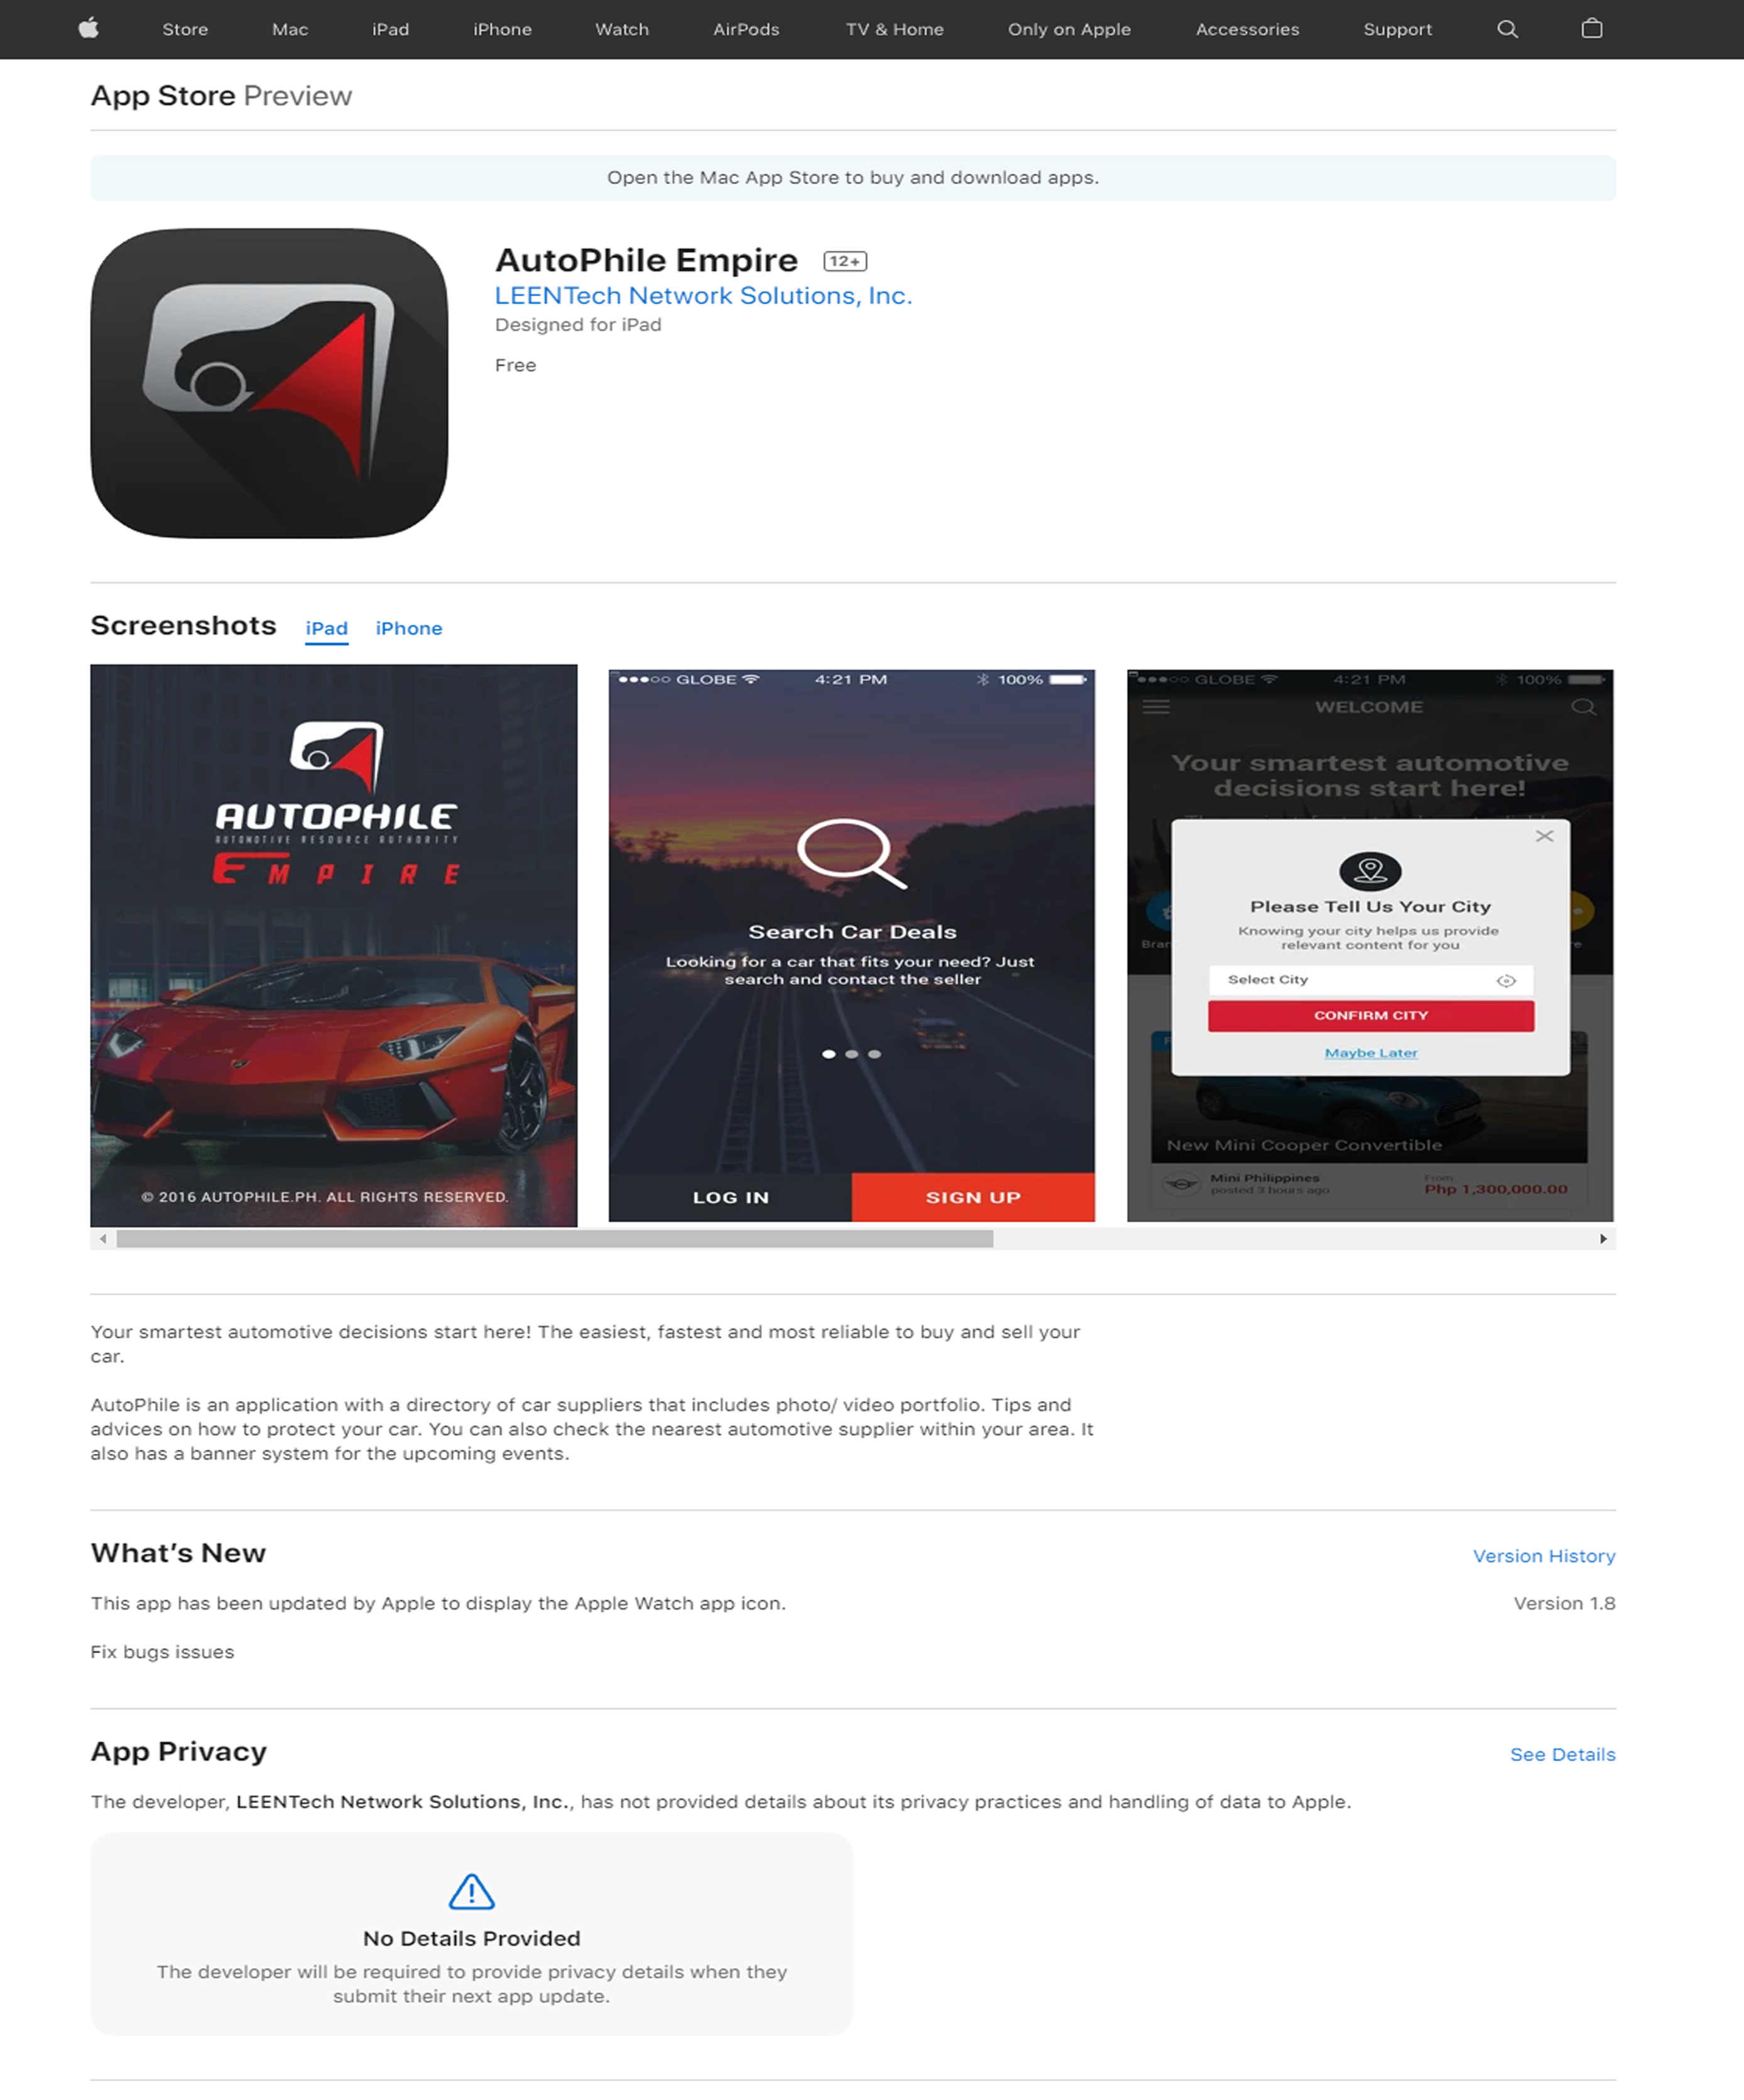 Store Mac iPad iPhone Watch AirPods TV & Home Only on Apple Accessories Support
App Store Preview
Open the Mac App Store to buy and download apps.
AutoPhile Empire 12+
LEENTech Network Solutions, Inc.
Designed for iPad
Free
Screenshots iPad iPhone
AUTOPHILE
AUTOMOTIVE RESOURCE AUTHORITY
EMPIRE
© 2016 AUTOPHILE.PH. ALL RIGHTS RESERVED.
GLOBE 4:21 PM 100%
Search Car Deals
Looking for a car that fits your need? Just
search and contact the seller
LOG IN SIGN UP
GLOBE 4:21 PM 100%
WELCOME
Your smartest automotive
decisions start here!
Please Tell Us Your City
Knowing your city helps us provide
relevant content for you
Select City
CONFIRM CITY
Maybe Later
New Mini Cooper Convertible
Mini Philippines From
posted 3 hours ago Php 1,300,000.00
Your smartest automotive decisions start here! The easiest, fastest and most reliable to buy and sell your
car.
AutoPhile is an application with a directory of car suppliers that includes photo/ video portfolio. Tips and
advices on how to protect your car. You can also check the nearest automotive supplier within your area. It
also has a banner system for the upcoming events.
What's New Version History
This app has been updated by Apple to display the Apple Watch app icon. Version 1.8
Fix bugs issues
App Privacy See Details
The developer, LEENTech Network Solutions, Inc., has not provided details about its privacy practices and handling of data to Apple.
No Details Provided
The developer will be required to provide privacy details when they
submit their next app update.